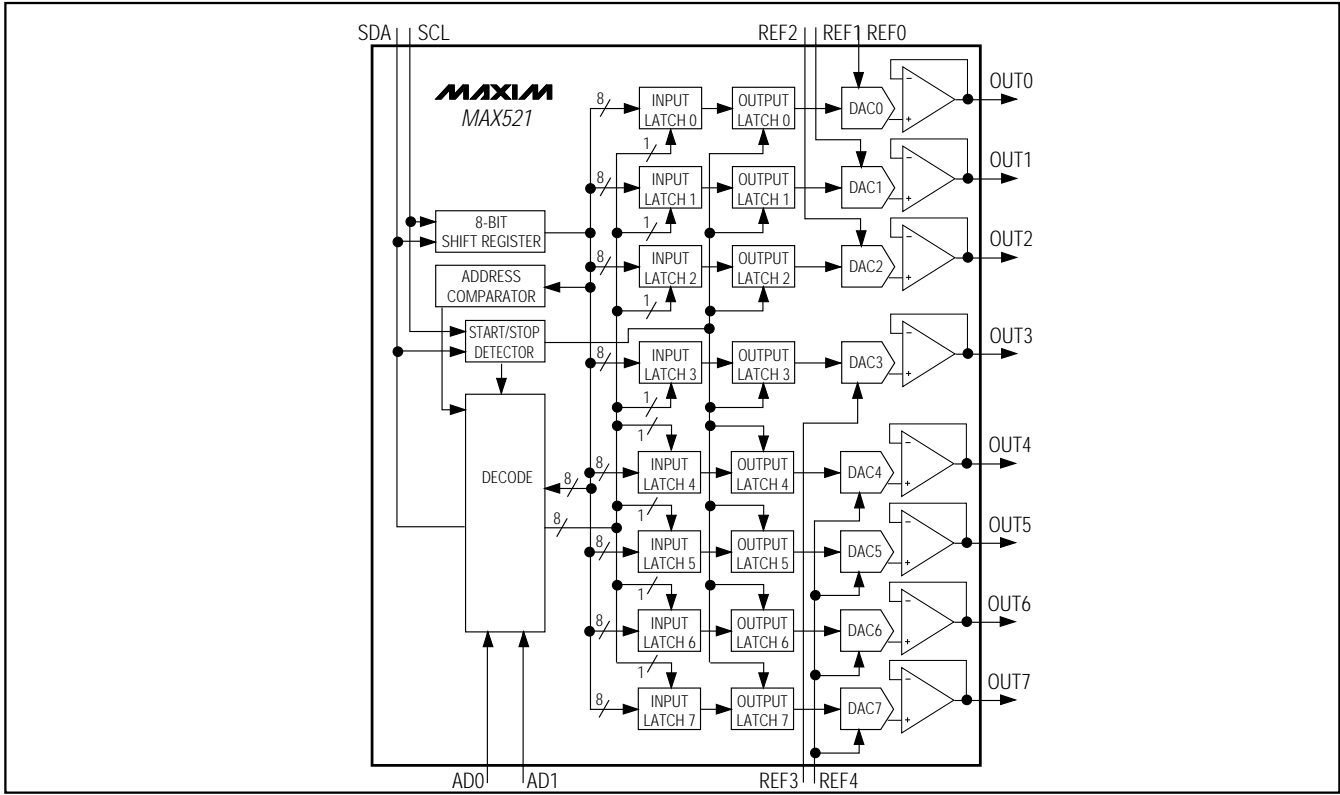 SDA SCL REF2 REF1 REF0
MAXIM
MAX521
8 INPUT LATCH 0 OUTPUT LATCH 0 DAC0 - + OUT0
1
8 INPUT LATCH 1 OUTPUT LATCH 1 DAC1 - + OUT1
1
8-BIT
SHIFT REGISTER
8 INPUT LATCH 2 OUTPUT LATCH 2 DAC2 - + OUT2
1
ADDRESS
COMPARATOR
START/STOP
DETECTOR
8 INPUT LATCH 3 OUTPUT LATCH 3 DAC3 - + OUT3
1
1
DECODE
8
8 INPUT LATCH 4 OUTPUT LATCH 4 DAC4 - + OUT4
8
1
8 INPUT LATCH 5 OUTPUT LATCH 5 DAC5 - + OUT5
1
8 INPUT LATCH 6 OUTPUT LATCH 6 DAC6 - + OUT6
1
8 INPUT LATCH 7 OUTPUT LATCH 7 DAC7 - + OUT7
AD0 AD1 REF3 REF4